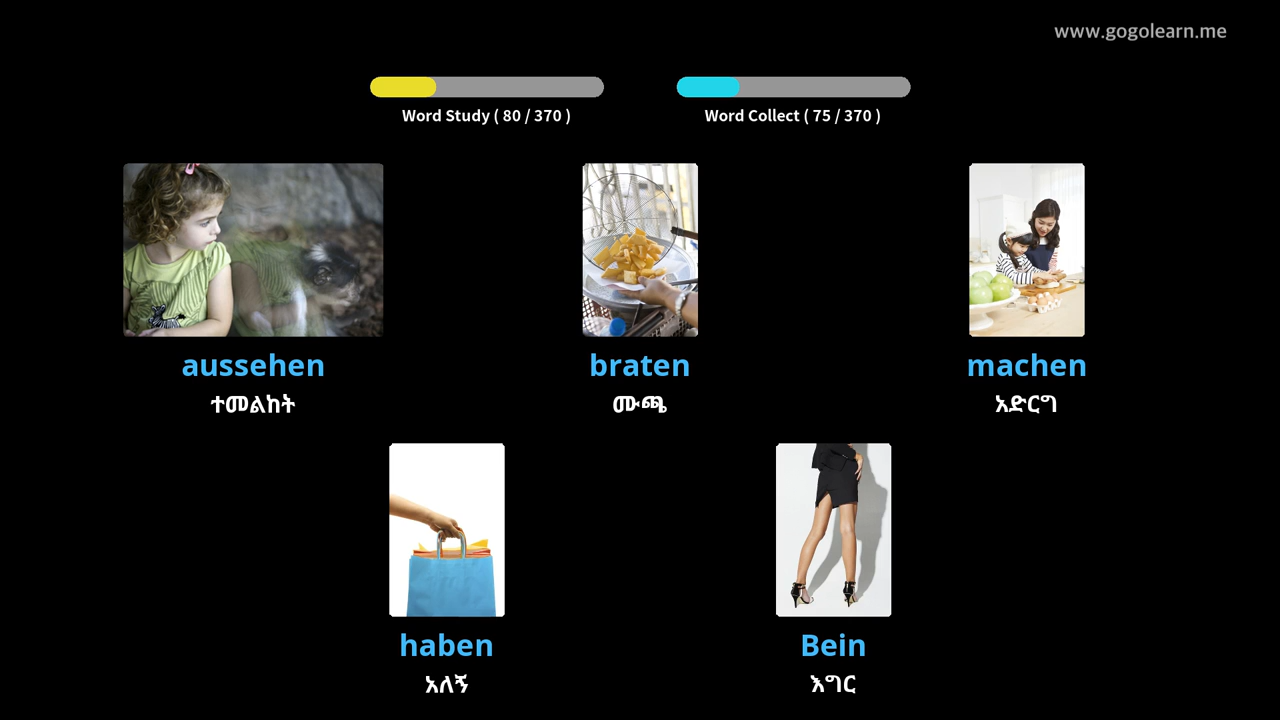 www.gogolearn.me
Word Study ( 80 / 370 )
Word Collect ( 75 / 370 )
aussehen
ተመልከት
braten
ሙጫ
machen
አድርግ
haben
አለኝ
Bein
እግር